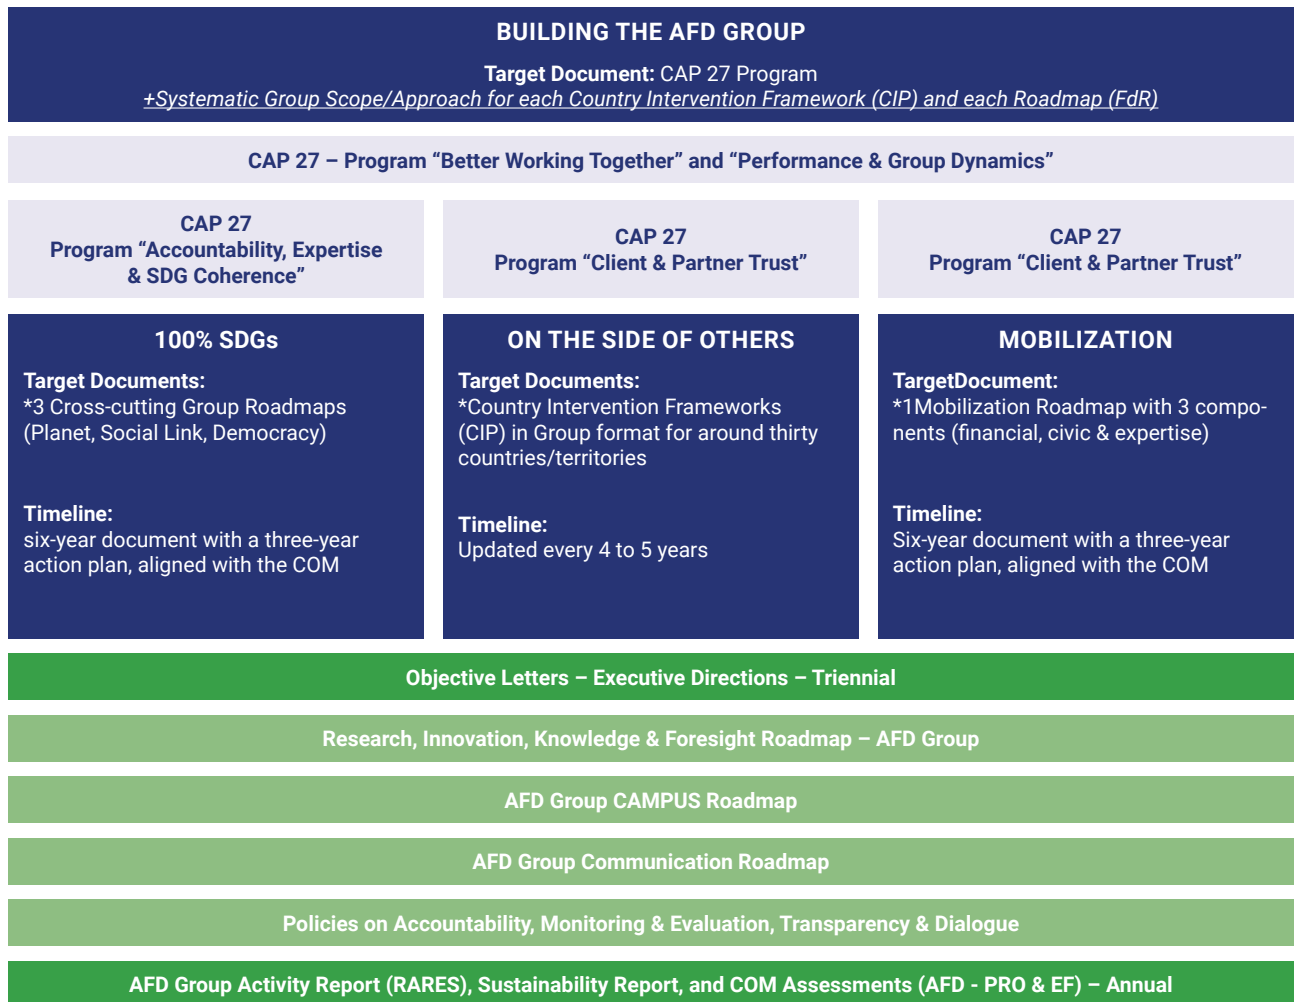 BUILDING THE AFD GROUP
Target Document: CAP 27 Program
+Systematic Group Scope/Approach for each Country Intervention Framework (CIP) and each Roadmap (FdR)
CAP 27 – Program “Better Working Together” and “Performance & Group Dynamics”
CAP 27
Program “Accountability, Expertise
& SDG Coherence”
CAP 27
Program “Client & Partner Trust”
CAP 27
Program “Client & Partner Trust”
100% SDGs
Target Documents:
*3 Cross-cutting Group Roadmaps
(Planet, Social Link, Democracy)
Timeline:
six-year document with a three-year
action plan, aligned with the COM
ON THE SIDE OF OTHERS
Target Documents:
*Country Intervention Frameworks
(CIP) in Group format for around thirty
countries/territories
Timeline:
Updated every 4 to 5 years
MOBILIZATION
TargetDocument:
*1Mobilization Roadmap with 3 compo-
nents (financial, civic & expertise)
Timeline:
Six-year document with a three-year
action plan, aligned with the COM
Objective Letters – Executive Directions – Triennial
Research, Innovation, Knowledge & Foresight Roadmap – AFD Group
AFD Group CAMPUS Roadmap
AFD Group Communication Roadmap
Policies on Accountability, Monitoring & Evaluation, Transparency & Dialogue
AFD Group Activity Report (RARES), Sustainability Report, and COM Assessments (AFD - PRO & EF) – Annual